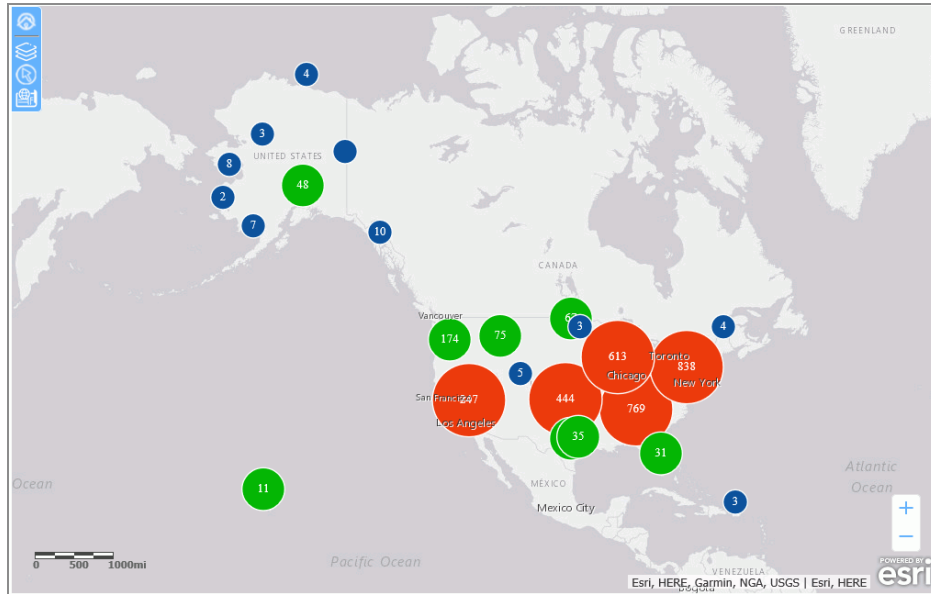 GREENLAND
4
3
UNITED STATES
8
48
2
7
10
CANADA
Vancouver
174
75
3
4
613
Toronto
838
Chicago
New York
5
San Francisco
247
444
769
Los Angeles
35
31
11
MÉXICO
Mexico City
3
Ocean
Atlantic
Ocean
+
−
0 500 1000mi
Pacific Ocean
VENEZUELA
Bogotá
Esri, HERE, Garmin, NGA, USGS | Esri, HERE
POWERED BY
esri